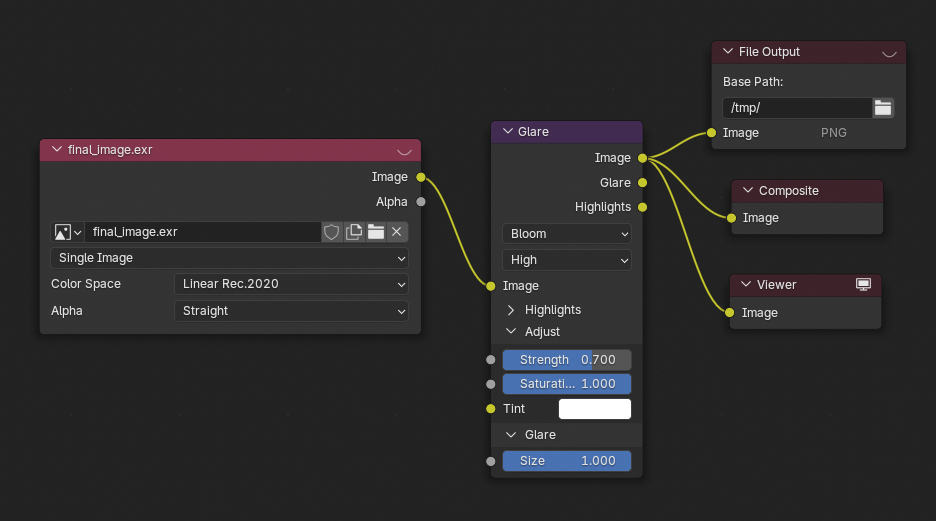 final_image.exr
Image
Alpha
final_image.exr
Single Image
Color Space Linear Rec.2020
Alpha Straight
Glare
Image
Glare
Highlights
Bloom
High
Image
Highlights
Adjust
Strength 0.700
Saturati... 1.000
Tint
Glare
Size 1.000
File Output
Base Path:
/tmp/
Image PNG
Composite
Image
Viewer
Image